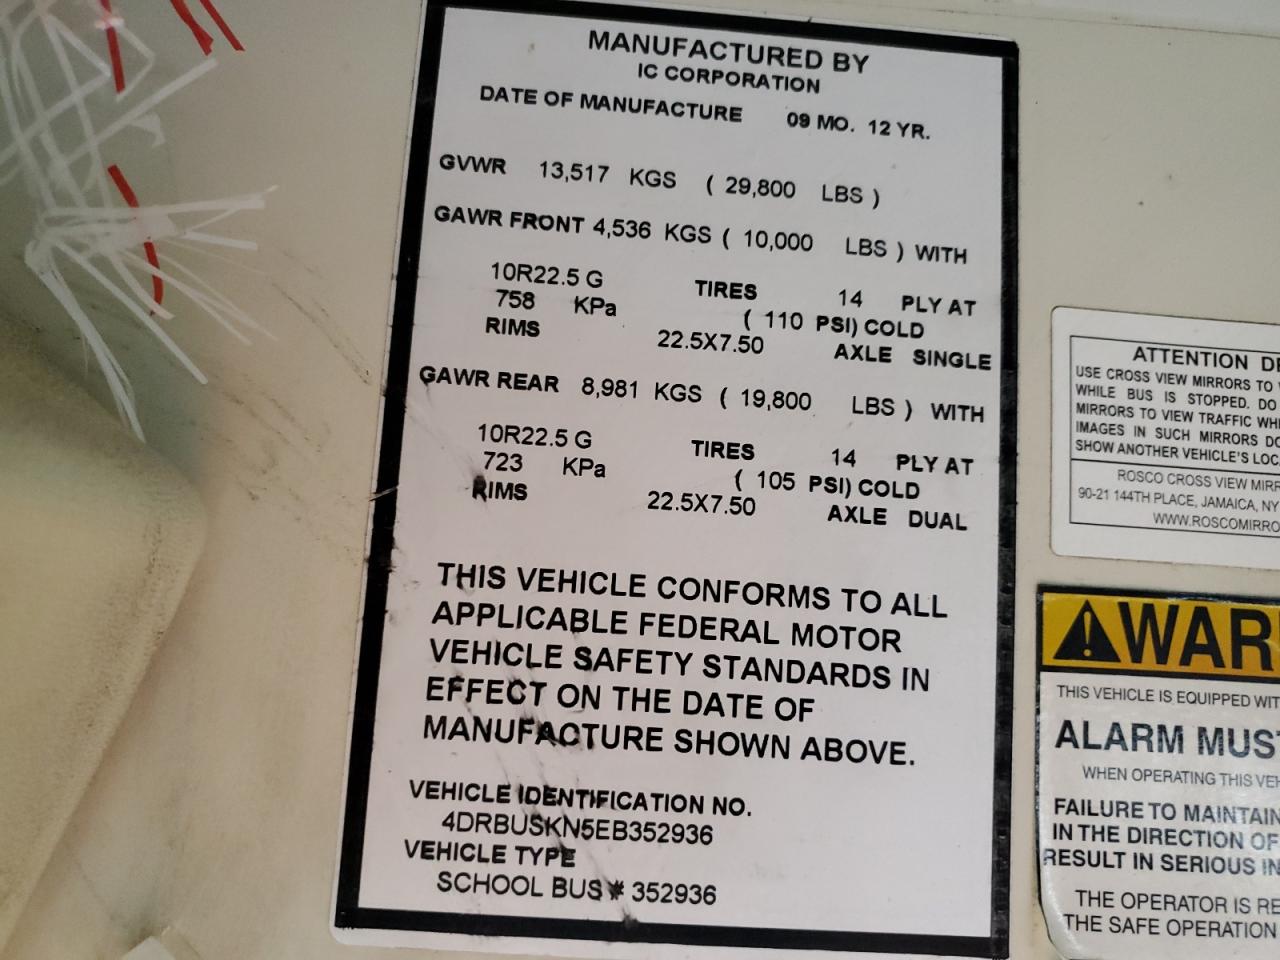 MANUFACTURED BY
IC CORPORATION
DATE OF MANUFACTURE 09 MO. 12 YR.
GVWR 13,517 KGS ( 29,800 LBS )
GAWR FRONT 4,536 KGS ( 10,000 LBS ) WITH
10R22.5 G TIRES 14 PLY AT
758 KPa ( 110 PSI) COLD
RIMS 22.5X7.50 AXLE SINGLE
GAWR REAR 8,981 KGS ( 19,800 LBS ) WITH
10R22.5 G TIRES 14 PLY AT
723 KPa ( 105 PSI) COLD
RIMS 22.5X7.50 AXLE DUAL
THIS VEHICLE CONFORMS TO ALL
APPLICABLE FEDERAL MOTOR
VEHICLE SAFETY STANDARDS IN
EFFECT ON THE DATE OF
MANUFACTURE SHOWN ABOVE.
VEHICLE IDENTIFICATION NO.
4DRBUSKN5EB352936
VEHICLE TYPE
SCHOOL BUS # 352936
ATTENTION
USE CROSS VIEW MIRRORS TO
WHILE BUS IS STOPPED. DO
MIRRORS TO VIEW TRAFFIC
IMAGES IN SUCH MIRRORS
SHOW ANOTHER VEHICLE'S
ROSCO CROSS VIEW
90-21 144TH PLACE, JAMAICA, NY
WWW.ROSCOMIRRO
WAR
THIS VEHICLE IS EQUIPPED
ALARM MUS
WHEN OPERATING THIS
FAILURE TO MAINTAIN
IN THE DIRECTION OF
RESULT IN SERIOUS
THE OPERATOR IS
THE SAFE OPERATION